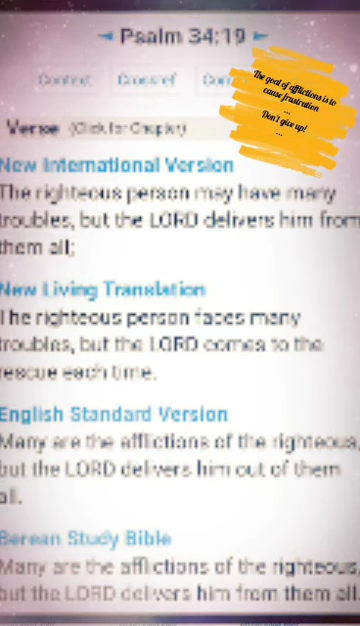 ◄ Psalm 34:19 ►
Context Crossref Com
Verse (Click for Chapter)
The goal of afflictions is to
cause frustration
...
Don't give up!
...
New International Version
The righteous person may have many
troubles, but the LORD delivers him from
them all;
New Living Translation
The righteous person faces many
troubles, but the LORD comes to the
rescue each time.
English Standard Version
Many are the afflictions of the righteous,
but the LORD delivers him out of them
all.
Berean Study Bible
Many are the afflictions of the righteous,
but the LORD delivers him from them all.